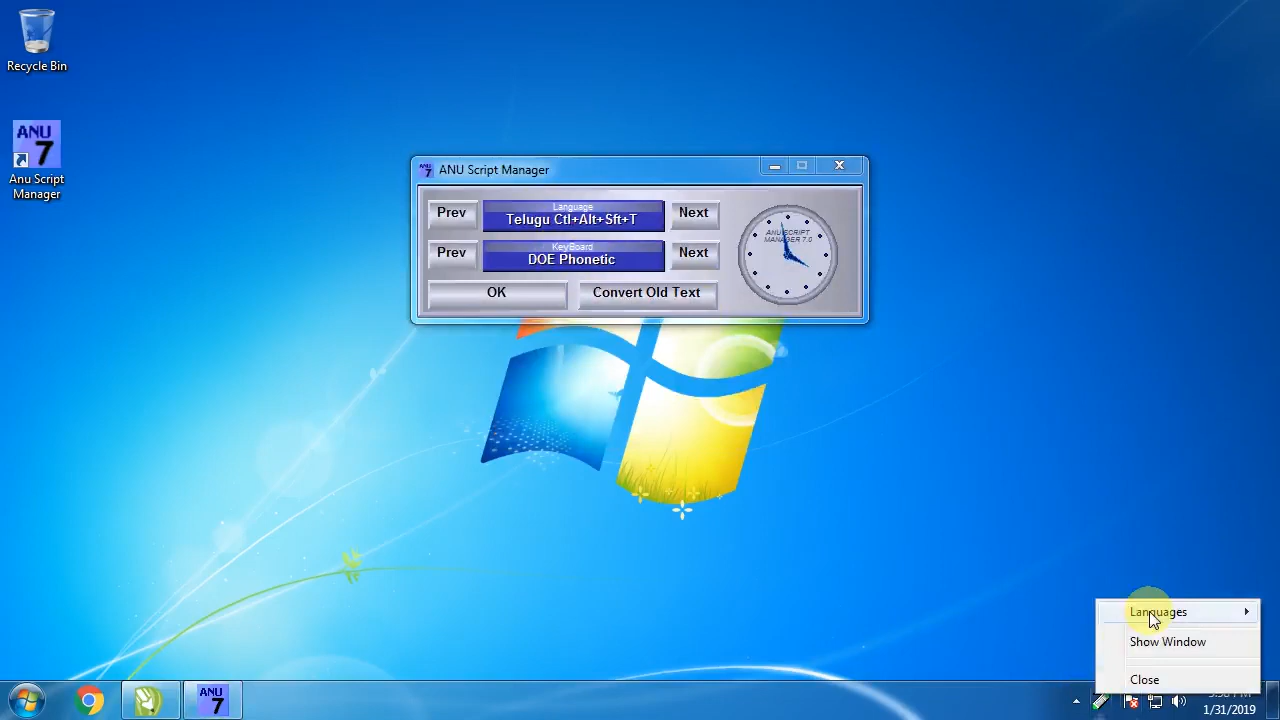 Recycle Bin
ANU
7
Anu Script
Manager
ANU
7
ANU Script Manager
Prev
Language
Telugu Ctl+Alt+Sft+T
Next
Prev
KeyBoard
DOE Phonetic
Next
OK
Convert Old Text
ANU SCRIPT
MANAGER 7.0
Languages
Show Window
Close
ANU
7
1/31/2019